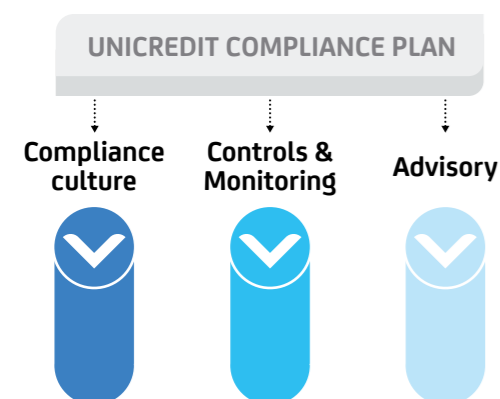 UNICREDIT COMPLIANCE PLAN
Compliance
culture
Controls &
Monitoring
Advisory